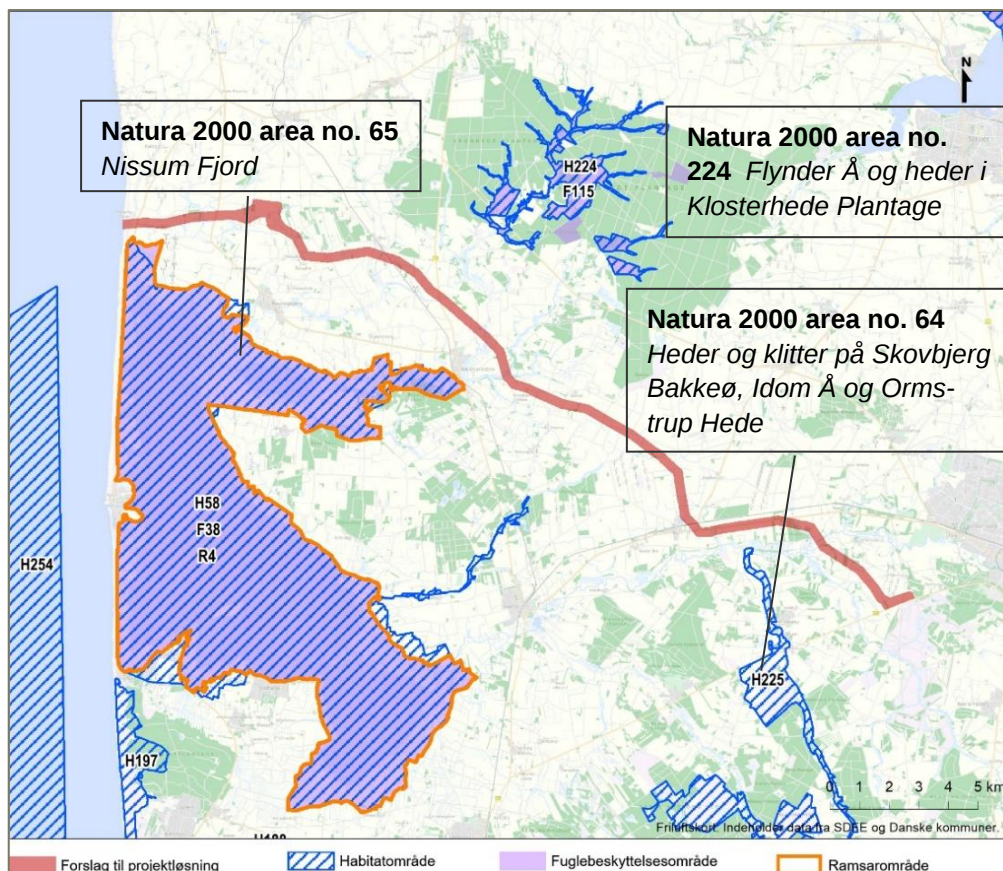 N
Natura 2000 area no. 65
Nissum Fjord
Natura 2000 area no.
224 Flynder Å og heder i
Klosterhede Plantage
H224
F115
Natura 2000 area no. 64
Heder og klitter på Skovbjerg
Bakkeø, Idom Å og Orms-
trup Hede
H58
F38
R4
H254
H225
H197
0 1 2 3 4 5 km
Friluftskort: Indeholder data fra SDFE og Danske kommuner.
Forslag til projektløsning
Habitatområde
Fuglebeskyttelsesområde
Ramsarområde